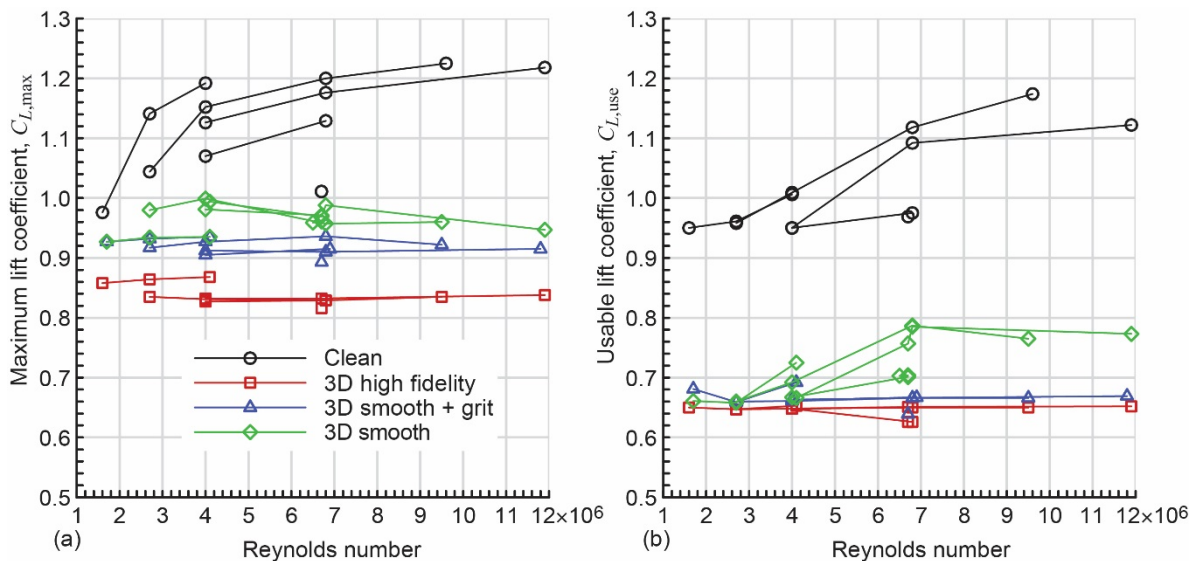 1.3
1.2
1.1
1.0
0.9
0.8
0.7
0.6
0.5
Maximum lift coefficient, C_L,max
Clean
3D high fidelity
3D smooth + grit
3D smooth
1 2 3 4 5 6 7 8 9 10 11 12×10⁶
(a)
Reynolds number
1.3
1.2
1.1
1.0
0.9
0.8
0.7
0.6
0.5
Usable lift coefficient, C_L,use
1 2 3 4 5 6 7 8 9 10 11 12×10⁶
(b)
Reynolds number